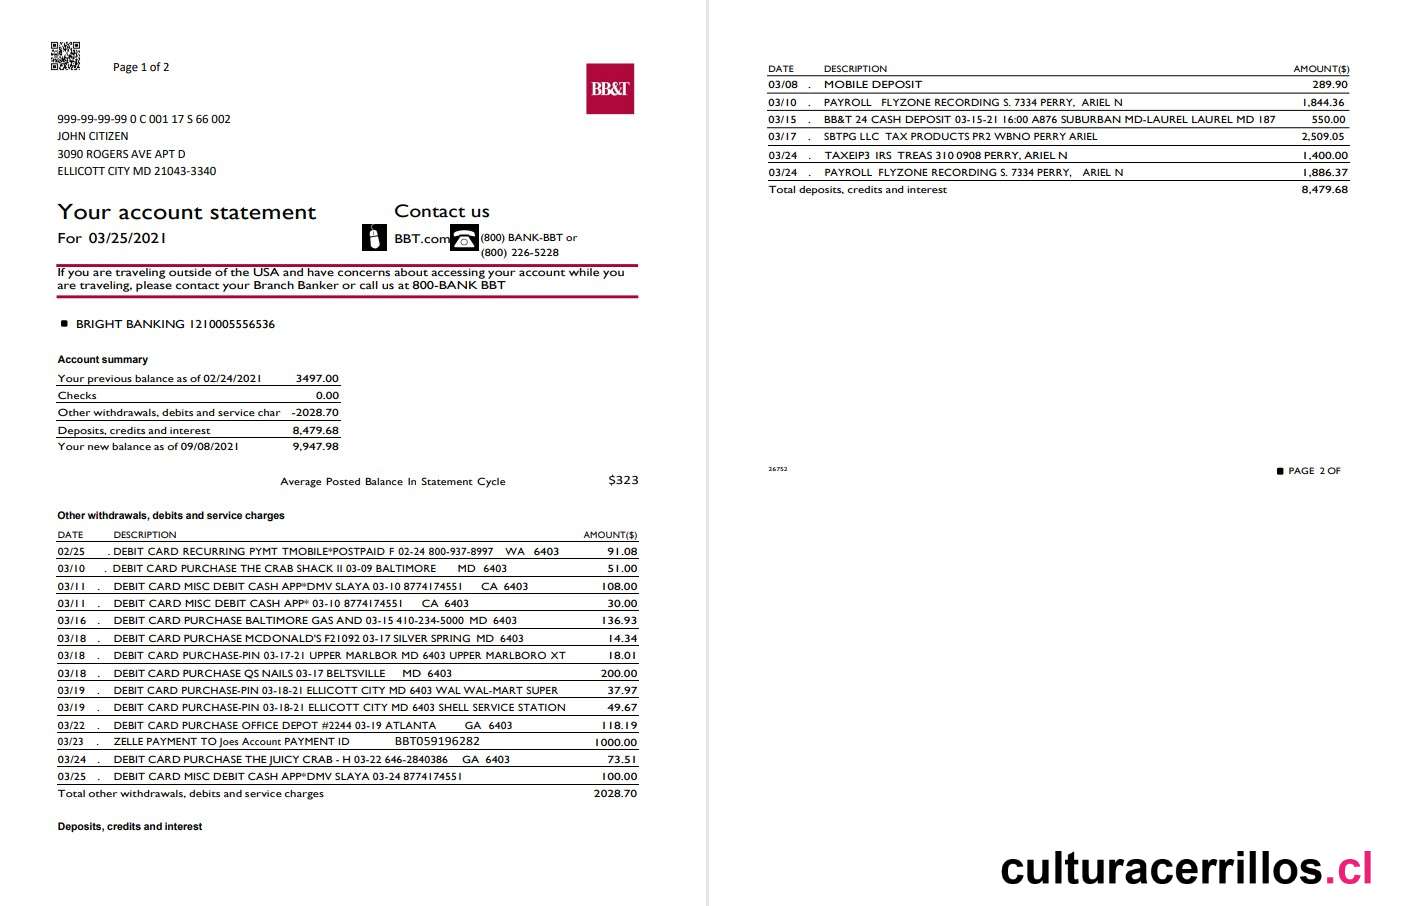 Page 1 of 2
BB&T
999-99-99-99 0 C 001 17 S 66 002
JOHN CITIZEN
3090 ROGERS AVE APT D
ELLICOTT CITY MD 21043-3340
Your account statement
For 03/25/2021
Contact us
BBT.com (800) BANK-BBT or
(800) 226-5228
If you are traveling outside of the USA and have concerns about accessing your account while you
are traveling, please contact your Branch Banker or call us at 800-BANK BBT
■ BRIGHT BANKING 1210005556536
Account summary
Your previous balance as of 02/24/2021 3497.00
Checks 0.00
Other withdrawals, debits and service char -2028.70
Deposits, credits and interest 8,479.68
Your new balance as of 09/08/2021 9,947.98
Average Posted Balance In Statement Cycle $323
Other withdrawals, debits and service charges
DATE DESCRIPTION AMOUNT($)
02/25 . DEBIT CARD RECURRING PYMT TMOBILE*POSTPAID F 02-24 800-937-8997 WA 6403 91.08
03/10 . DEBIT CARD PURCHASE THE CRAB SHACK II 03-09 BALTIMORE MD 6403 51.00
03/11 . DEBIT CARD MISC DEBIT CASH APP*DMV SLAYA 03-10 8774174551 CA 6403 108.00
03/11 . DEBIT CARD MISC DEBIT CASH APP* 03-10 8774174551 CA 6403 30.00
03/16 . DEBIT CARD PURCHASE BALTIMORE GAS AND 03-15 410-234-5000 MD 6403 136.93
03/18 . DEBIT CARD PURCHASE MCDONALD'S F21092 03-17 SILVER SPRING MD 6403 14.34
03/18 . DEBIT CARD PURCHASE-PIN 03-17-21 UPPER MARLBOR MD 6403 UPPER MARLBORO XT 18.01
03/18 . DEBIT CARD PURCHASE QS NAILS 03-17 BELTSVILLE MD 6403 200.00
03/19 . DEBIT CARD PURCHASE-PIN 03-18-21 ELLICOTT CITY MD 6403 WAL WAL-MART SUPER 37.97
03/19 . DEBIT CARD PURCHASE-PIN 03-18-21 ELLICOTT CITY MD 6403 SHELL SERVICE STATION 49.67
03/22 . DEBIT CARD PURCHASE OFFICE DEPOT #2244 03-19 ATLANTA GA 6403 118.19
03/23 . ZELLE PAYMENT TO Joes Account PAYMENT ID BBT059196282 1000.00
03/24 . DEBIT CARD PURCHASE THE JUICY CRAB - H 03-22 646-2840386 GA 6403 73.51
03/25 . DEBIT CARD MISC DEBIT CASH APP*DMV SLAYA 03-24 8774174551 100.00
Total other withdrawals, debits and service charges 2028.70
Deposits, credits and interest
DATE DESCRIPTION AMOUNT($)
03/08 . MOBILE DEPOSIT 289.90
03/10 . PAYROLL FLYZONE RECORDING S. 7334 PERRY, ARIEL N 1,844.36
03/15 . BB&T 24 CASH DEPOSIT 03-15-21 16:00 A876 SUBURBAN MD-LAUREL LAUREL MD 187 550.00
03/17 . SBTPG LLC TAX PRODUCTS PR2 WBNO PERRY ARIEL 2,509.05
03/24 . TAXEIP3 IRS TREAS 310 0908 PERRY, ARIEL N 1,400.00
03/24 . PAYROLL FLYZONE RECORDING S. 7334 PERRY, ARIEL N 1,886.37
Total deposits, credits and interest 8,479.68
26752 ■ PAGE 2 OF
culturacerrillos.cl